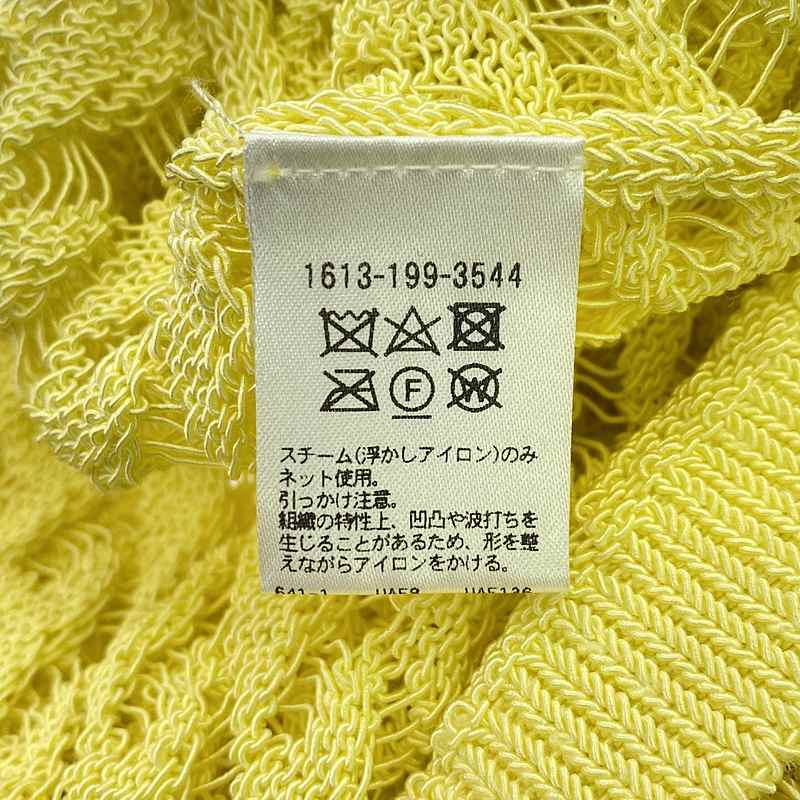 1613-199-3544
F
W
スチーム(浮かしアイロン)のみ
ネット使用。
引っかけ注意。
組織の特性上、凹凸や波打ちを
生じることがあるため、形を整
えながらアイロンをかける。